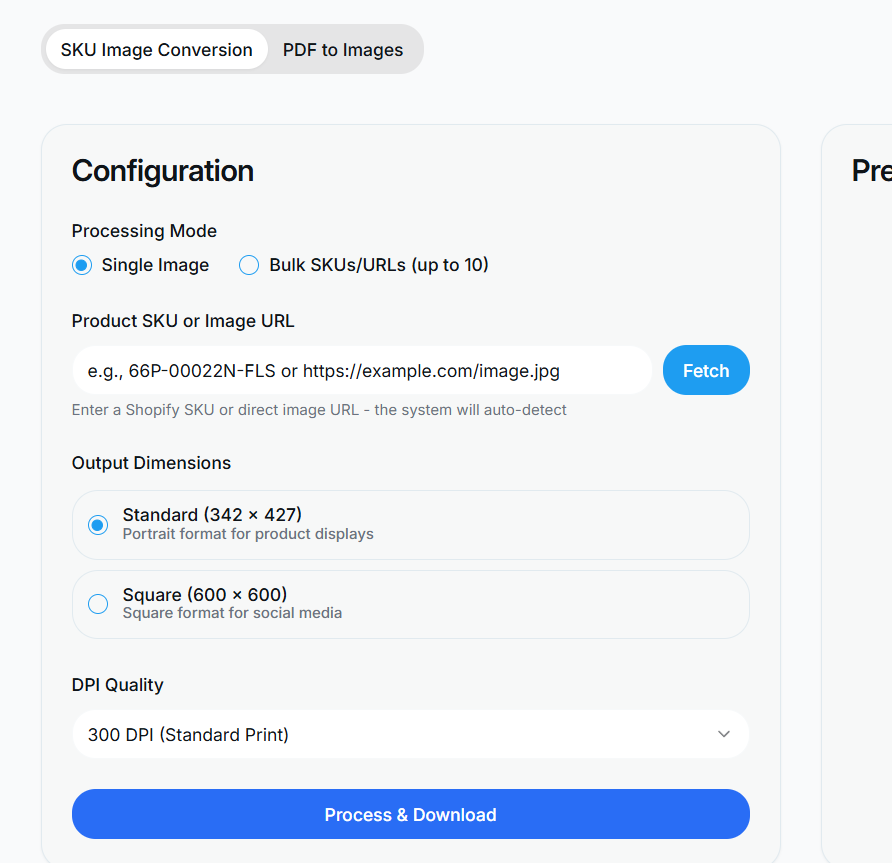 SKU Image Conversion PDF to Images
Configuration
Pre
Processing Mode
Single Image Bulk SKUs/URLs (up to 10)
Product SKU or Image URL
e.g., 66P-00022N-FLS or https://example.com/image.jpg Fetch
Enter a Shopify SKU or direct image URL - the system will auto-detect
Output Dimensions
Standard (342 × 427)
Portrait format for product displays
Square (600 × 600)
Square format for social media
DPI Quality
300 DPI (Standard Print)
Process & Download